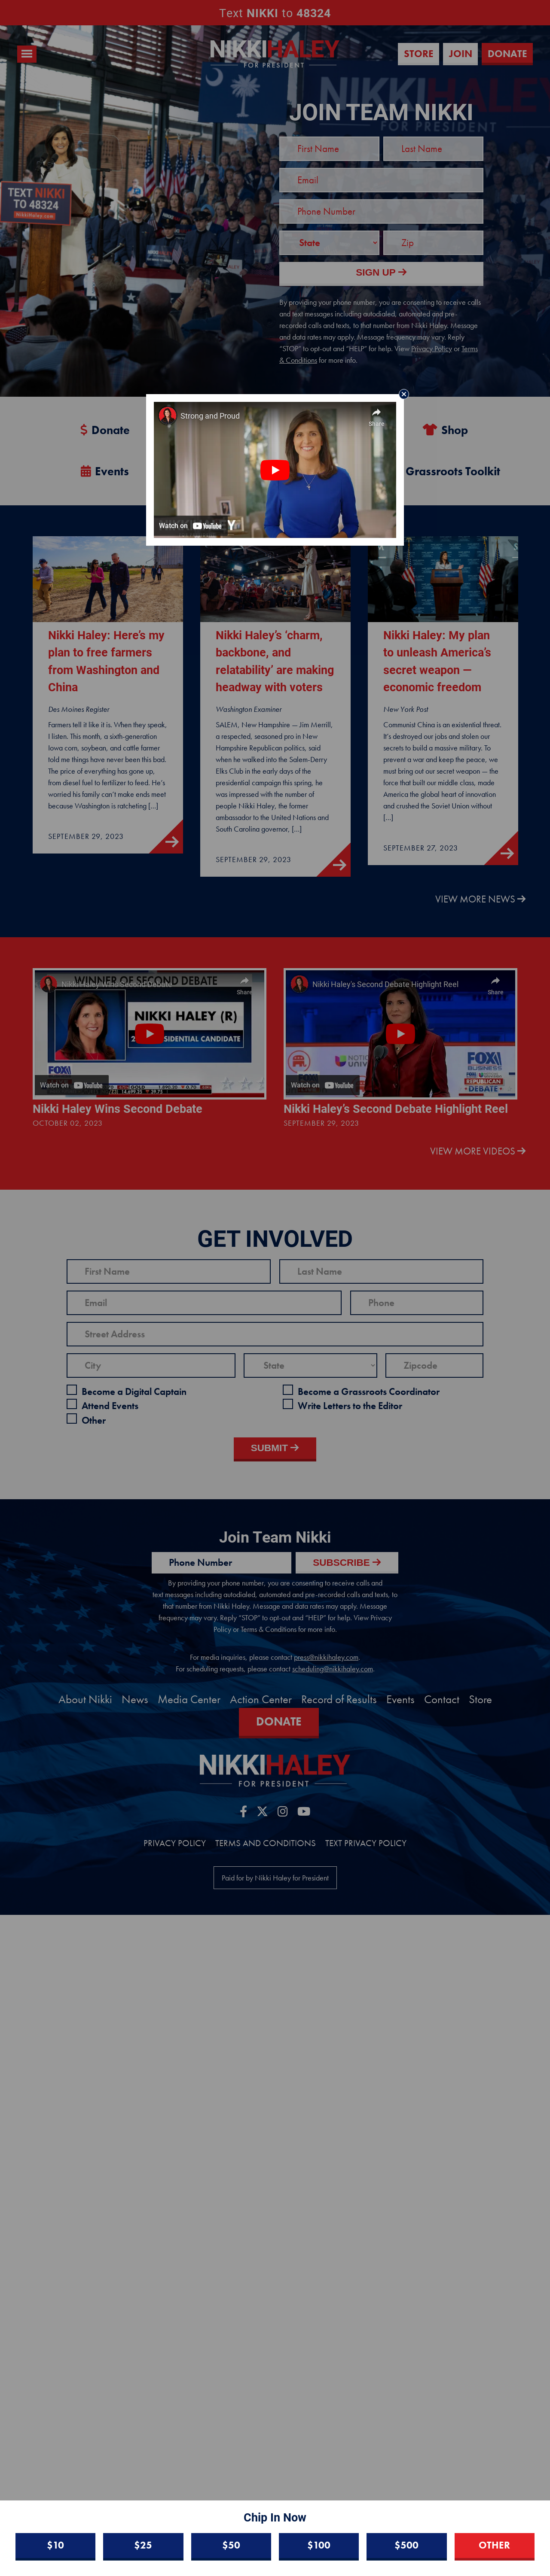 Text NIKKI to 48324
NIKKIHALEY
FOR PRESIDENT
STORE
JOIN
DONATE
TEXT NIKKI
TO 48324
NikkiHaley.com
JOIN TEAM NIKKI
First Name
Last Name
Email
Phone Number
State
Zip
SIGN UP
By providing your phone number, you are consenting to receive calls
and text messages including autodialed, automated and pre-
recorded calls and texts, to that number from Nikki Haley. Message
and data rates may apply. Message frequency may vary. Reply
"STOP" to opt-out and "HELP" for help. View Privacy Policy or Terms
& Conditions for more info.
Donate
Shop
Events
Grassroots Toolkit
Strong and Proud
Share
Watch on YouTube
Nikki Haley: Here's my
plan to free farmers
from Washington and
China
Des Moines Register
Farmers tell it like it is. When they speak,
I listen. This month, a sixth-generation
Iowa corn, soybean, and cattle farmer
told me things have never been this bad.
The price of everything has gone up,
from diesel fuel to fertilizer to feed. He's
worried his family can't make ends meet
because Washington is ratcheting [...]
SEPTEMBER 29, 2023
Nikki Haley's 'charm,
backbone, and
relatability' are making
headway with voters
Washington Examiner
SALEM, New Hampshire — Jim Merrill,
a respected, seasoned pro in New
Hampshire Republican politics, said
when he walked into the Salem-Derry
Elks Club in the early days of the
presidential campaign this spring, he
was impressed with the number of
people Nikki Haley, the former
ambassador to the United Nations and
South Carolina governor, [...]
SEPTEMBER 29, 2023
Nikki Haley: My plan
to unleash America's
secret weapon —
economic freedom
New York Post
Communist China is an existential threat.
It's destroyed our jobs and stolen our
secrets to build a massive military. To
prevent a war and keep the peace, we
must bring out our secret weapon — the
force that built our middle class, made
America the global heart of innovation
and crushed the Soviet Union without
[...]
SEPTEMBER 27, 2023
VIEW MORE NEWS
WINNER OF SECOND DEBATE
Share
NIKKI HALEY (R)
Watch on YouTube
Nikki Haley Wins Second Debate
OCTOBER 02, 2023
Nikki Haley's Second Debate Highlight Reel
Share
FOX BUSINESS
REPUBLICAN
DEBATE
Watch on YouTube
Nikki Haley's Second Debate Highlight Reel
SEPTEMBER 29, 2023
VIEW MORE VIDEOS
GET INVOLVED
First Name
Last Name
Email
Phone
Street Address
City
State
Zipcode
Become a Digital Captain
Become a Grassroots Coordinator
Attend Events
Write Letters to the Editor
Other
SUBMIT
Join Team Nikki
Phone Number
SUBSCRIBE
By providing your phone number, you are consenting to receive calls and
text messages including autodialed, automated and pre-recorded calls and texts, to
that number from Nikki Haley. Message and data rates may apply. Message
frequency may vary. Reply "STOP" to opt-out and "HELP" for help. View Privacy
Policy or Terms & Conditions for more info.
For media inquiries, please contact press@nikkihaley.com.
For scheduling requests, please contact scheduling@nikkihaley.com.
About Nikki
News
Media Center
Action Center
Record of Results
Events
Contact
Store
DONATE
NIKKIHALEY
FOR PRESIDENT
PRIVACY POLICY
TERMS AND CONDITIONS
TEXT PRIVACY POLICY
Paid for by Nikki Haley for President
Chip In Now
$10
$25
$50
$100
$500
OTHER